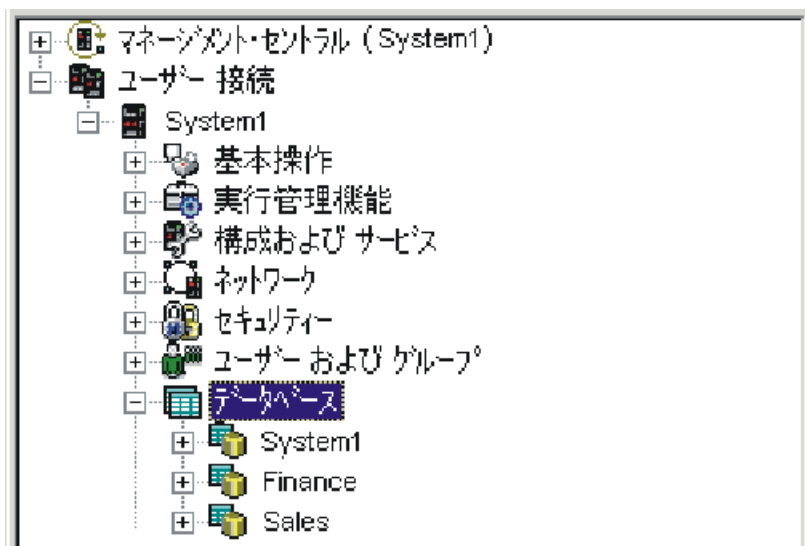 マネージメント・セントラル (System1)
ユーザー 接続
System1
基本操作
実行管理機能
構成および サービス
ネットワーク
セキュリティー
ユーザー および グループ
データベース
System1
Finance
Sales